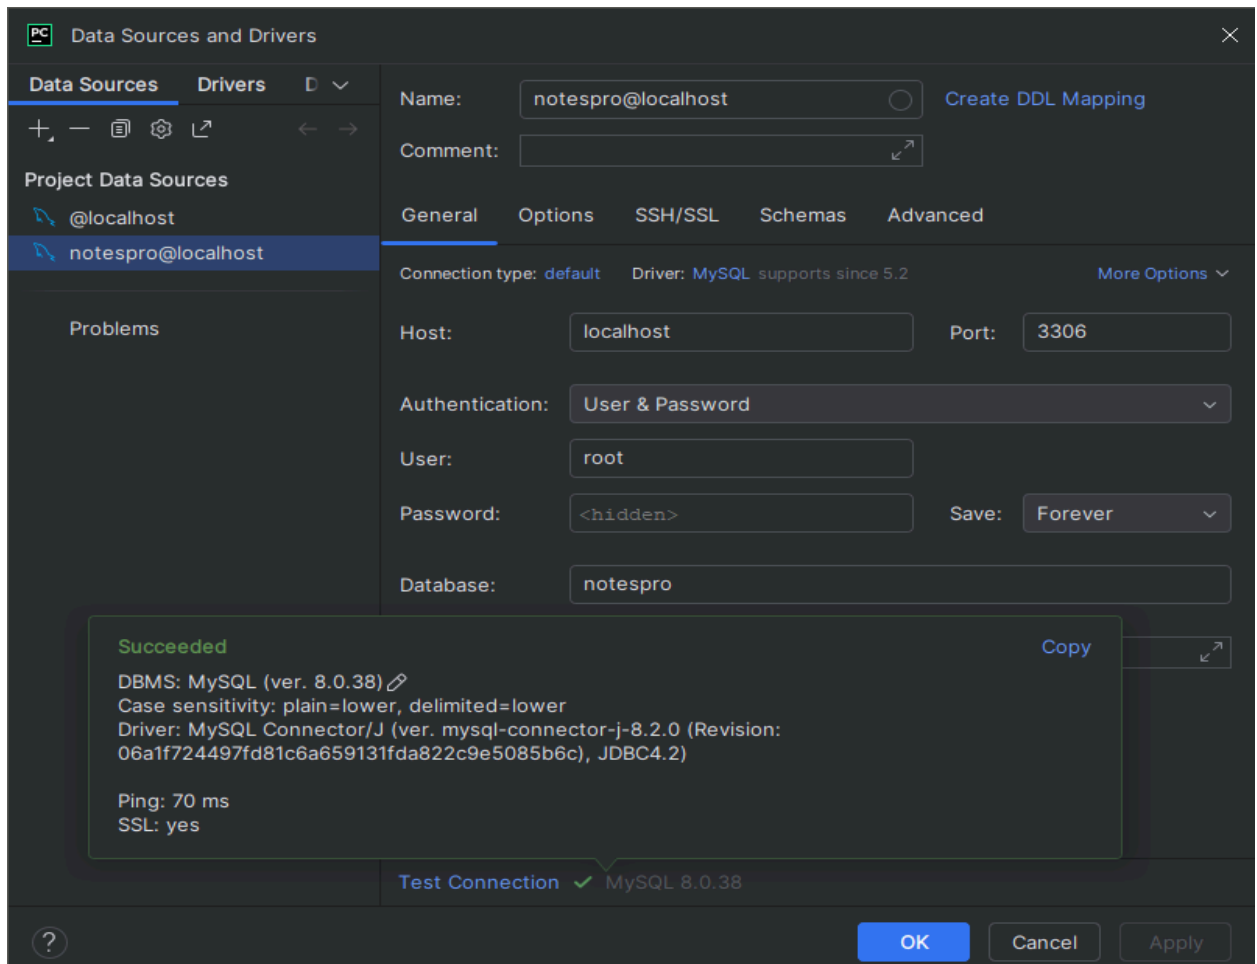 PC Data Sources and Drivers
Data Sources Drivers D
Project Data Sources
@localhost
notespro@localhost
Problems
Name: notespro@localhost Create DDL Mapping
Comment:
General Options SSH/SSL Schemas Advanced
Connection type: default Driver: MySQL supports since 5.2 More Options
Host: localhost Port: 3306
Authentication: User & Password
User: root
Password: <hidden> Save: Forever
Database: notespro
Succeeded Copy
DBMS: MySQL (ver. 8.0.38)
Case sensitivity: plain=lower, delimited=lower
Driver: MySQL Connector/J (ver. mysql-connector-j-8.2.0 (Revision:
06a1f724497fd81c6a659131fda822c9e5085b6c), JDBC4.2)
Ping: 70 ms
SSL: yes
Test Connection MySQL 8.0.38
? OK Cancel Apply